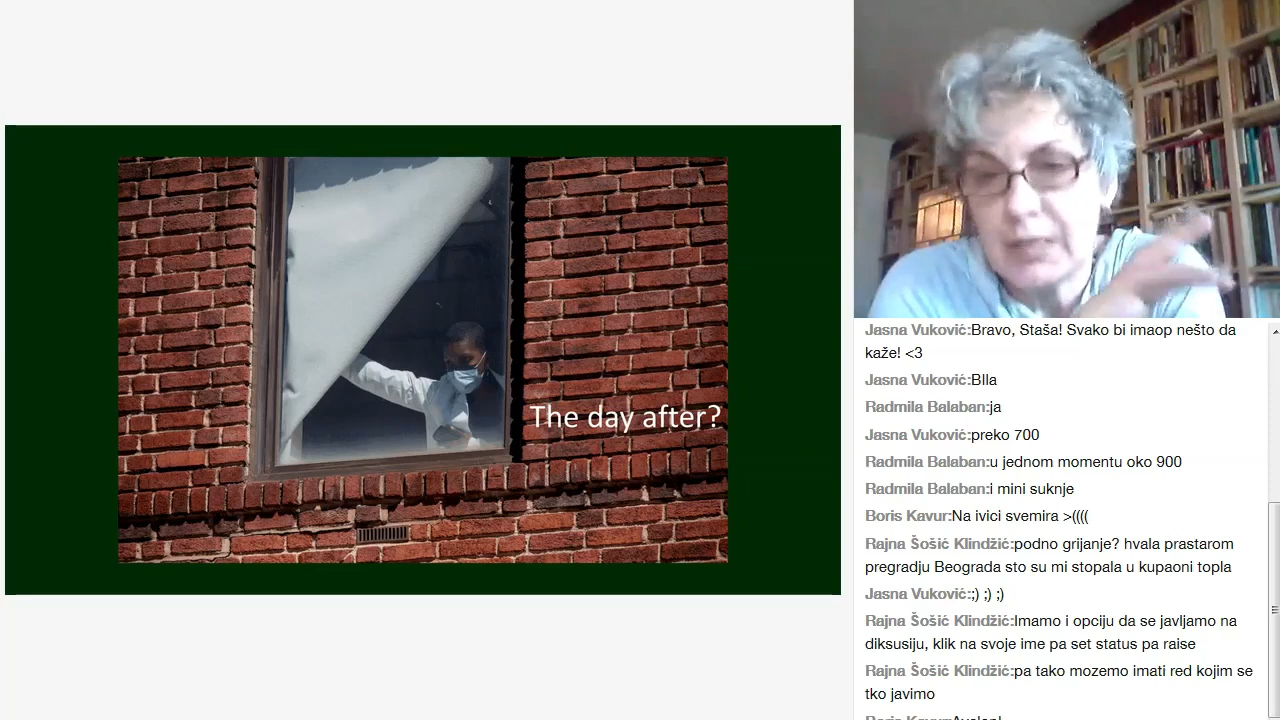 The day after?
Jasna Vuković:Bravo, Staša! Svako bi imaop nešto da
kaže! <3
Jasna Vuković:Blla
Radmila Balaban:ja
Jasna Vuković:preko 700
Radmila Balaban:u jednom momentu oko 900
Radmila Balaban:i mini suknje
Boris Kavur:Na ivici svemira >((((
Rajna Šošić Klindžić:podno grijanje? hvala prastarom
pregradju Beograda sto su mi stopala u kupaoni topla
Jasna Vuković:;) ;) ;)
Rajna Šošić Klindžić:Imamo i opciju da se javljamo na
diksusiju, klik na svoje ime pa set status pa raise
Rajna Šošić Klindžić:pa tako mozemo imati red kojim se
tko javimo